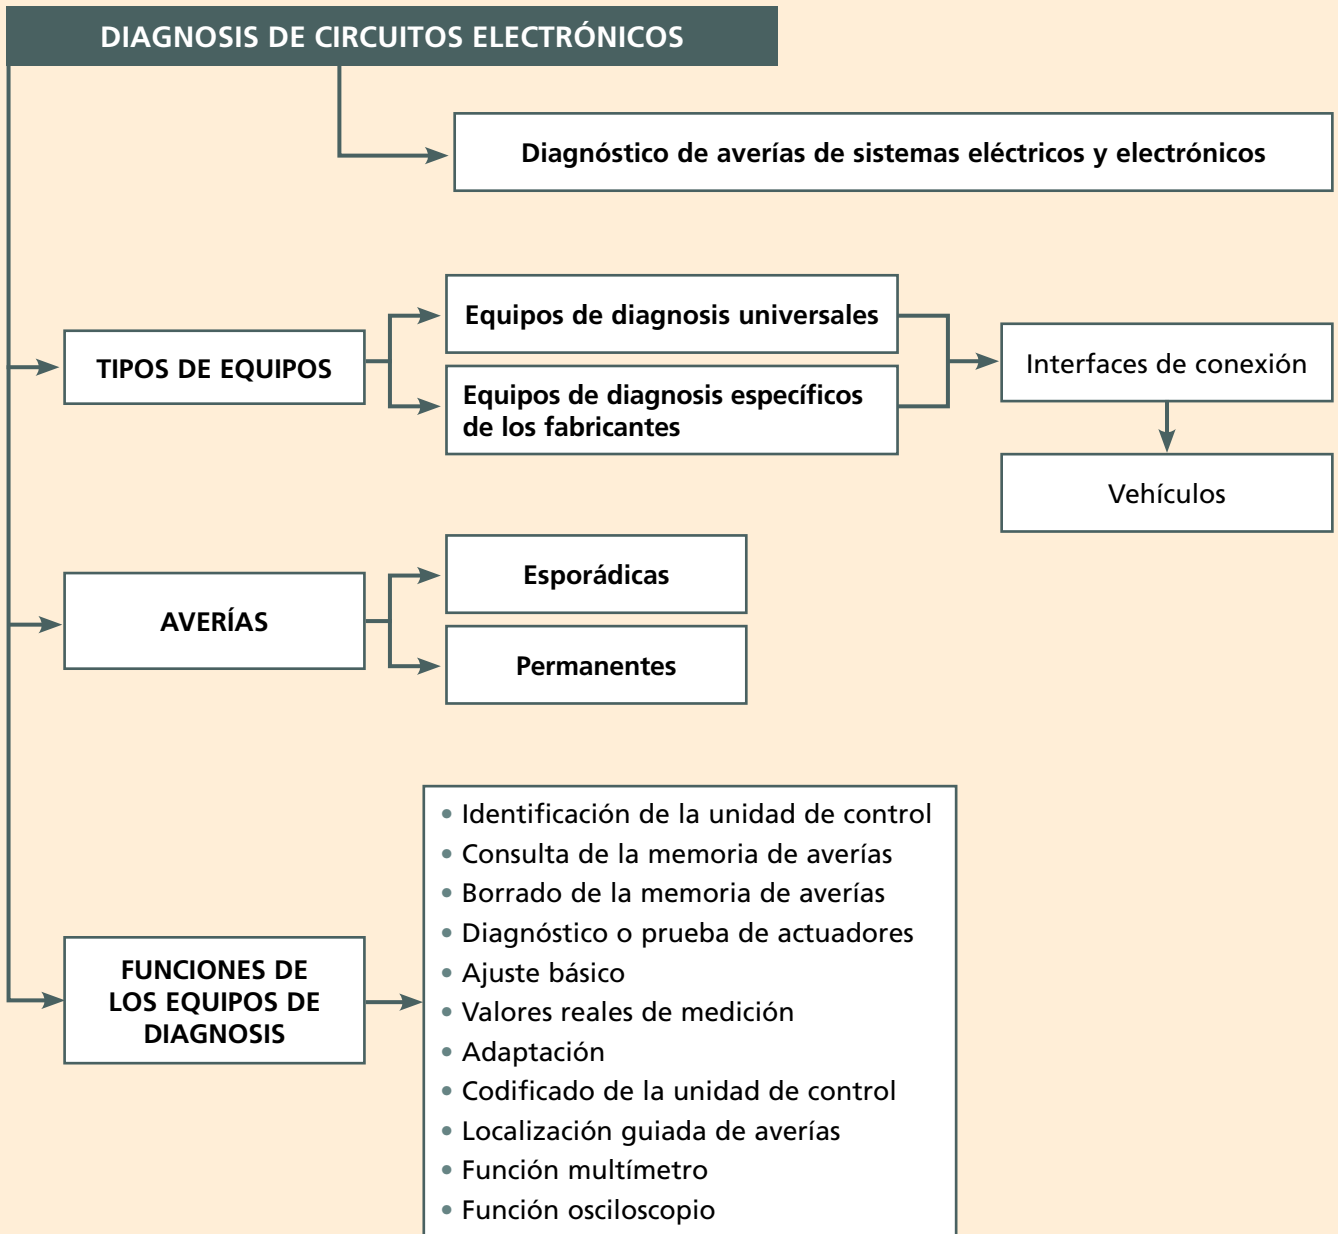 DIAGNOSIS DE CIRCUITOS ELECTRÓNICOS
Diagnóstico de averías de sistemas eléctricos y electrónicos
TIPOS DE EQUIPOS
Equipos de diagnosis universales
Equipos de diagnosis específicos
de los fabricantes
Interfaces de conexión
Vehículos
AVERÍAS
Esporádicas
Permanentes
FUNCIONES DE
LOS EQUIPOS DE
DIAGNOSIS
• Identificación de la unidad de control
• Consulta de la memoria de averías
• Borrado de la memoria de averías
• Diagnóstico o prueba de actuadores
• Ajuste básico
• Valores reales de medición
• Adaptación
• Codificado de la unidad de control
• Localización guiada de averías
• Función multímetro
• Función osciloscopio